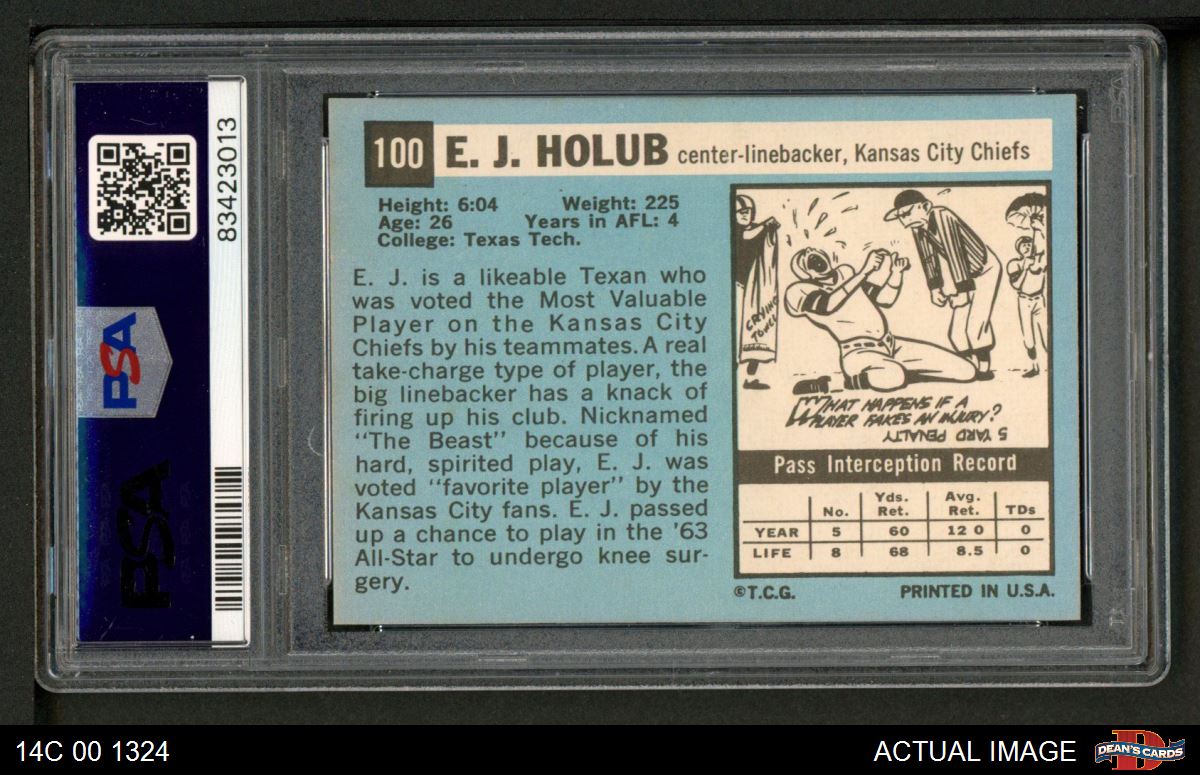 100 E. J. HOLUB center-linebacker, Kansas City Chiefs
Height: 6:04 Weight: 225
Age: 26 Years in AFL: 4
College: Texas Tech.
E. J. is a likeable Texan who
was voted the Most Valuable
Player on the Kansas City
Chiefs by his teammates. A real
take-charge type of player, the
big linebacker has a knack of
firing up his club. Nicknamed
"The Beast" because of his
hard, spirited play, E. J. was
voted "favorite player" by the
Kansas City fans. E. J. passed
up a chance to play in the '63
All-Star to undergo knee sur-
gery.
CRYING
TOWEL
WHAT HAPPENS IF A
PLAYER FAKES AN INJURY?
5 YARD PENALTY
Pass Interception Record
No. Yds. Ret. Avg. Ret. TDs
YEAR 5 60 12 0 0
LIFE 8 68 8.5 0
©T.C.G. PRINTED IN U.S.A.
83423013
PSA
PSA
14C 00 1324
ACTUAL IMAGE
D
DEAN'S CARDS